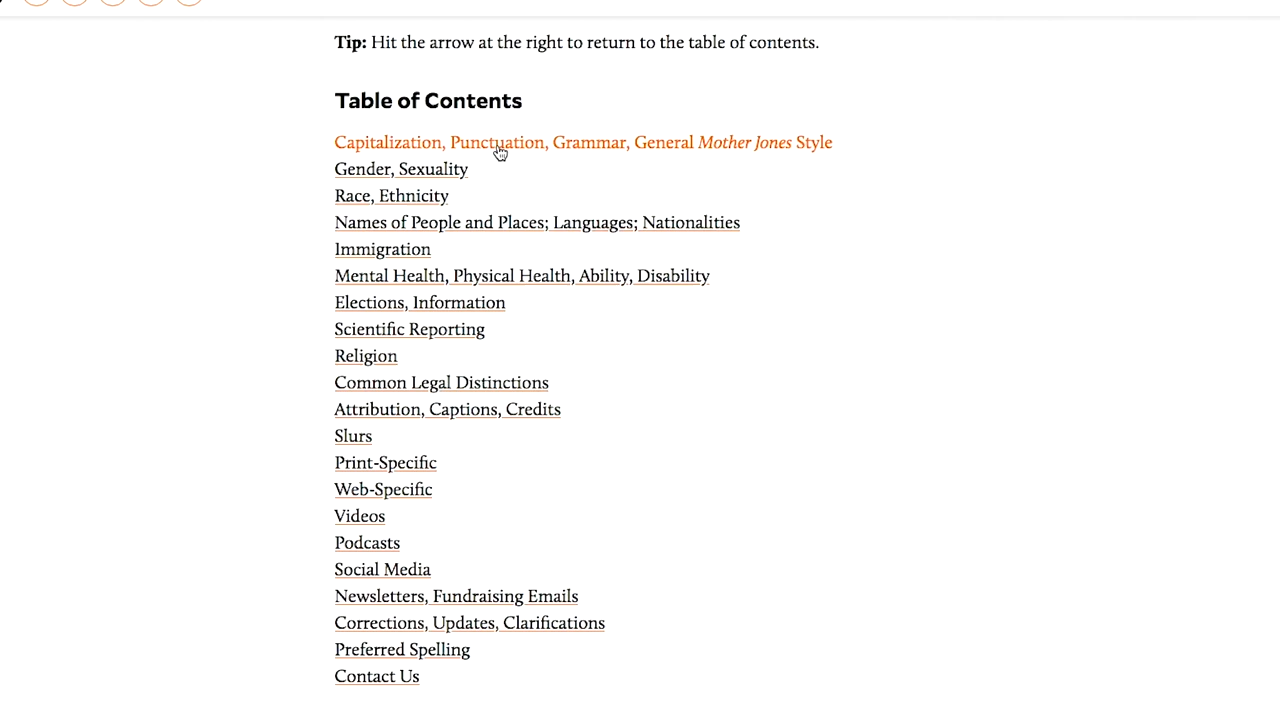 Tip: Hit the arrow at the right to return to the table of contents.
Table of Contents
Capitalization, Punctuation, Grammar, General Mother Jones Style
Gender, Sexuality
Race, Ethnicity
Names of People and Places; Languages; Nationalities
Immigration
Mental Health, Physical Health, Ability, Disability
Elections, Information
Scientific Reporting
Religion
Common Legal Distinctions
Attribution, Captions, Credits
Slurs
Print-Specific
Web-Specific
Videos
Podcasts
Social Media
Newsletters, Fundraising Emails
Corrections, Updates, Clarifications
Preferred Spelling
Contact Us